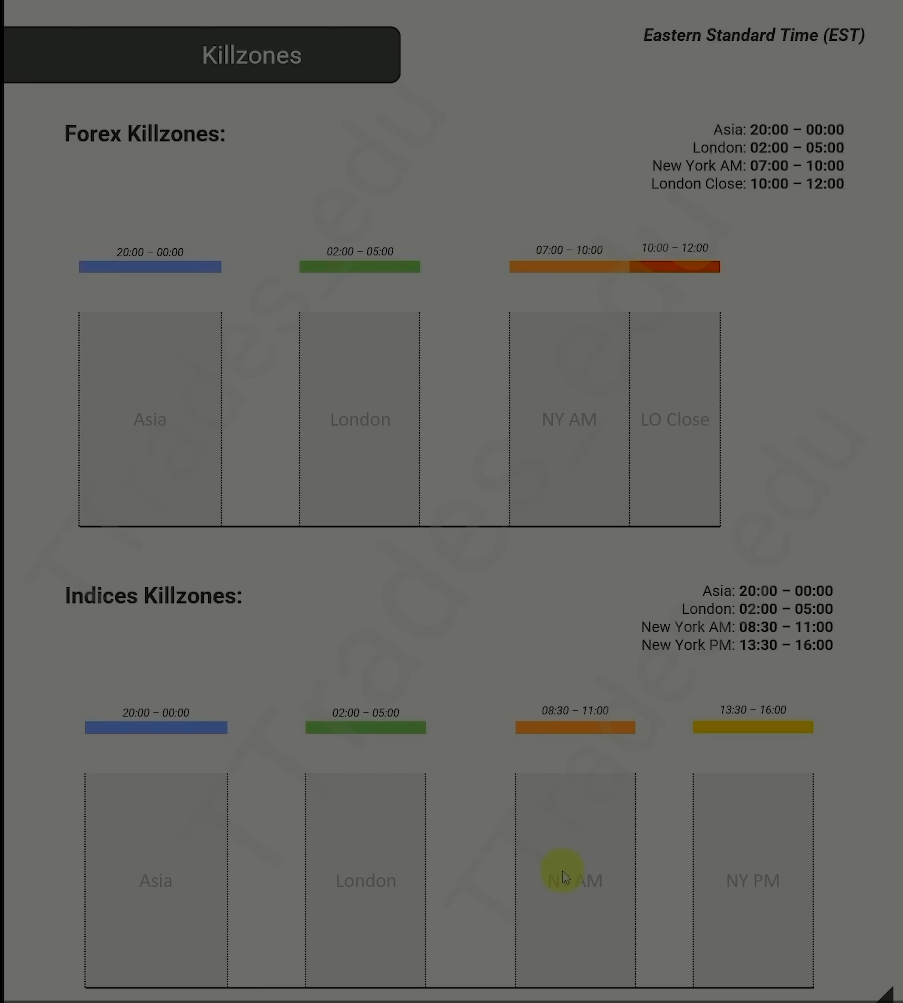 Killzones
Eastern Standard Time (EST)
Forex Killzones:
Asia: 20:00 – 00:00
London: 02:00 – 05:00
New York AM: 07:00 – 10:00
London Close: 10:00 – 12:00
20:00 – 00:00
02:00 – 05:00
07:00 – 10:00
10:00 – 12:00
Asia
London
NY AM
LO Close
Indices Killzones:
Asia: 20:00 – 00:00
London: 02:00 – 05:00
New York AM: 08:30 – 11:00
New York PM: 13:30 – 16:00
20:00 – 00:00
02:00 – 05:00
08:30 – 11:00
13:30 – 16:00
Asia
London
NY AM
NY PM
TTrades_edu
TTrades_edu
TTrades_edu